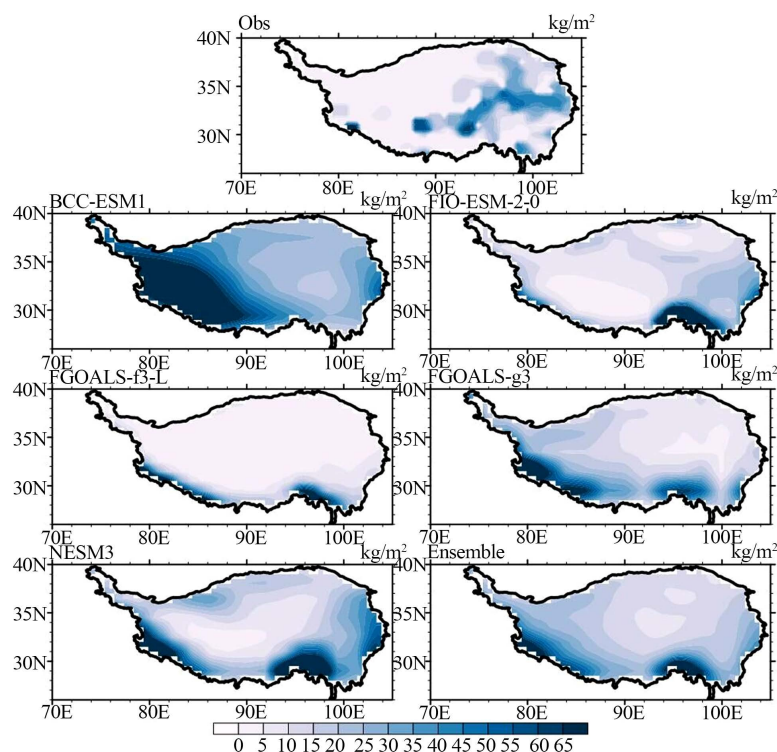 Obs kg/m²
40N
35N
30N
70E 80E 90E 100E
BCC-ESM1 kg/m² FIO-ESM-2-0 kg/m²
40N 40N
35N 35N
30N 30N
70E 80E 90E 100E 70E 80E 90E 100E
FGOALS-f3-L kg/m² FGOALS-g3 kg/m²
40N 40N
35N 35N
30N 30N
70E 80E 90E 100E 70E 80E 90E 100E
NESM3 kg/m² Ensemble kg/m²
40N 40N
35N 35N
30N 30N
70E 80E 90E 100E 70E 80E 90E 100E
0 5 10 15 20 25 30 35 40 45 50 55 60 65